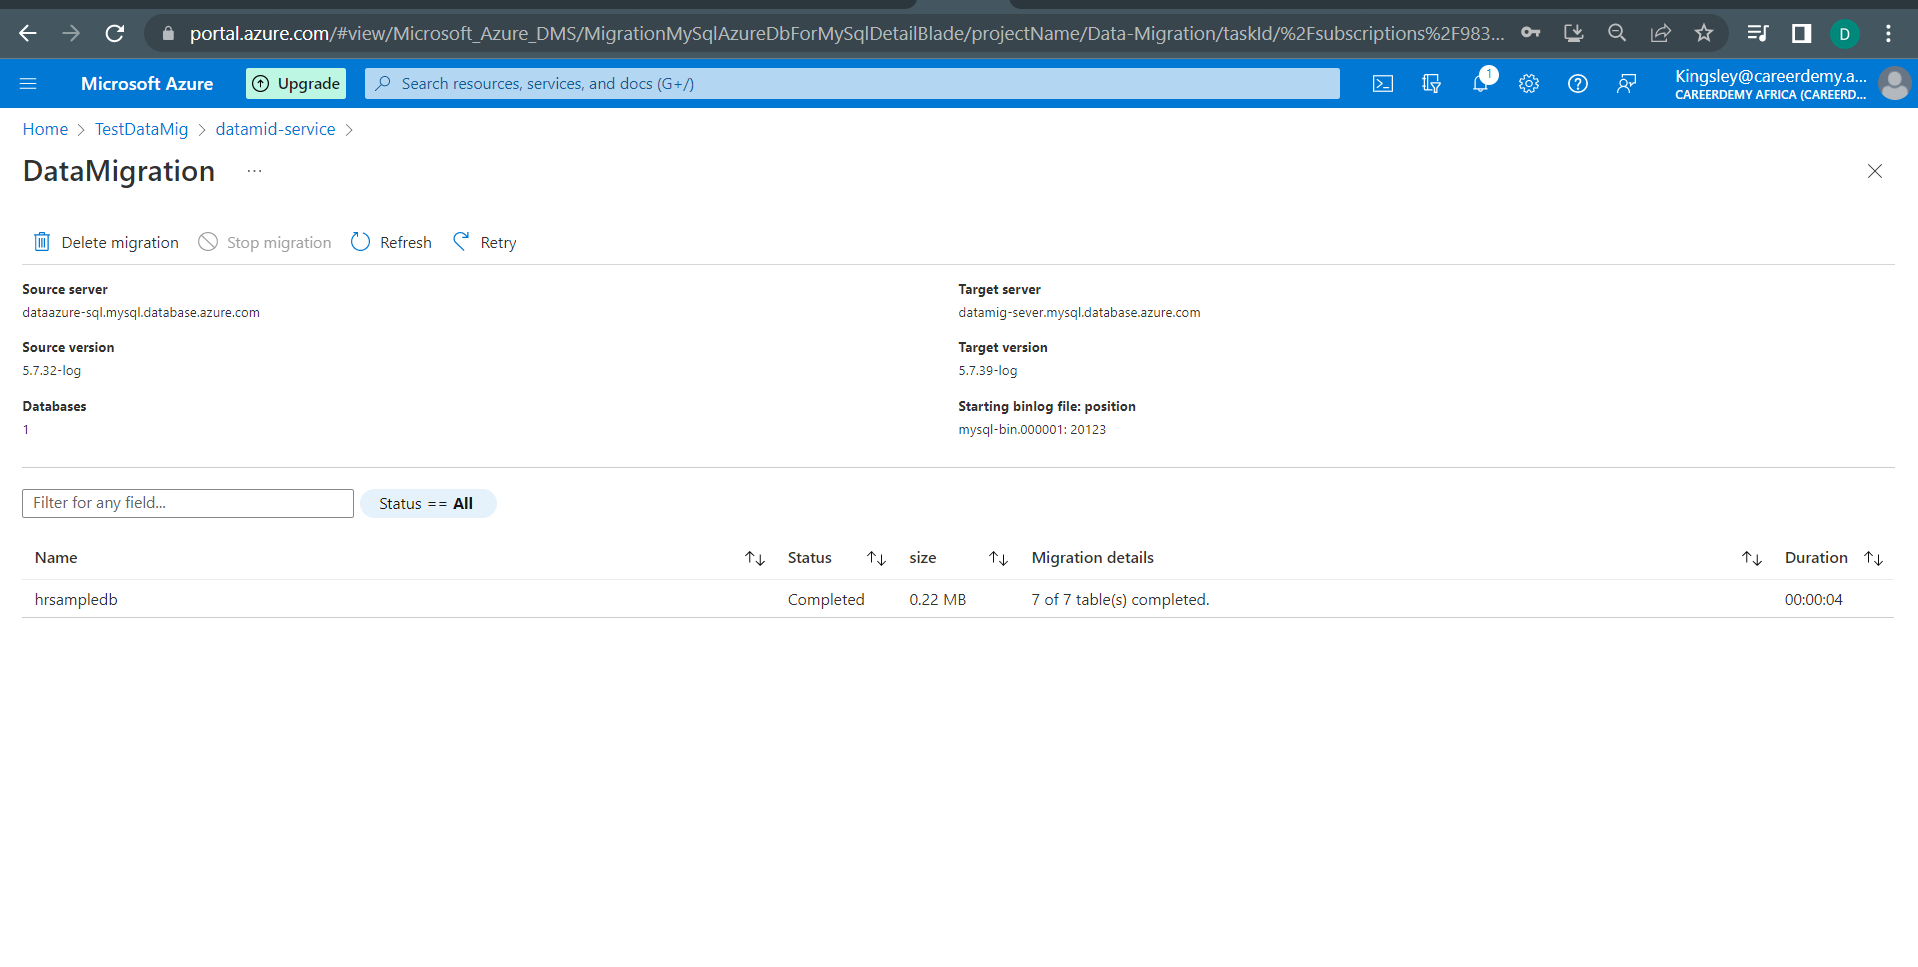 portal.azure.com/#view/Microsoft_Azure_DMS/MigrationMySqlAzureDbForMySqlDetailBlade/projectName/Data-Migration/taskId/%2Fsubscriptions%2F983...
D
Microsoft Azure
Upgrade
Search resources, services, and docs (G+/)
1
Kingsley@careerdemy.a...
CAREERDEMY AFRICA (CAREERD...
Home > TestDataMig > datamid-service >
DataMigration ...
Delete migration Stop migration Refresh Retry
Source server
dataazure-sql.mysql.database.azure.com
Target server
datamig-sever.mysql.database.azure.com
Source version
5.7.32-log
Target version
5.7.39-log
Databases
1
Starting binlog file: position
mysql-bin.000001: 20123
Filter for any field...
Status == All
Name Status size Migration details Duration
hrsampledb Completed 0.22 MB 7 of 7 table(s) completed. 00:00:04